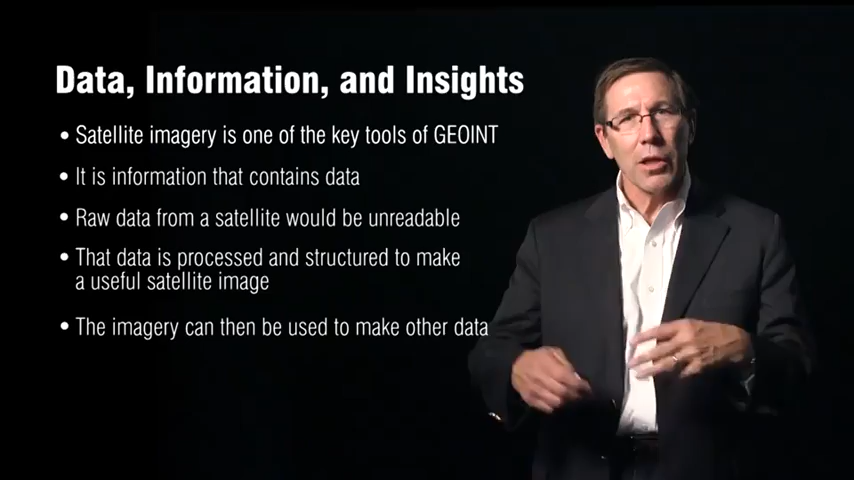 Data, Information, and Insights
• Satellite imagery is one of the key tools of GEOINT
• It is information that contains data
• Raw data from a satellite would be unreadable
• That data is processed and structured to make
a useful satellite image
• The imagery can then be used to make other data